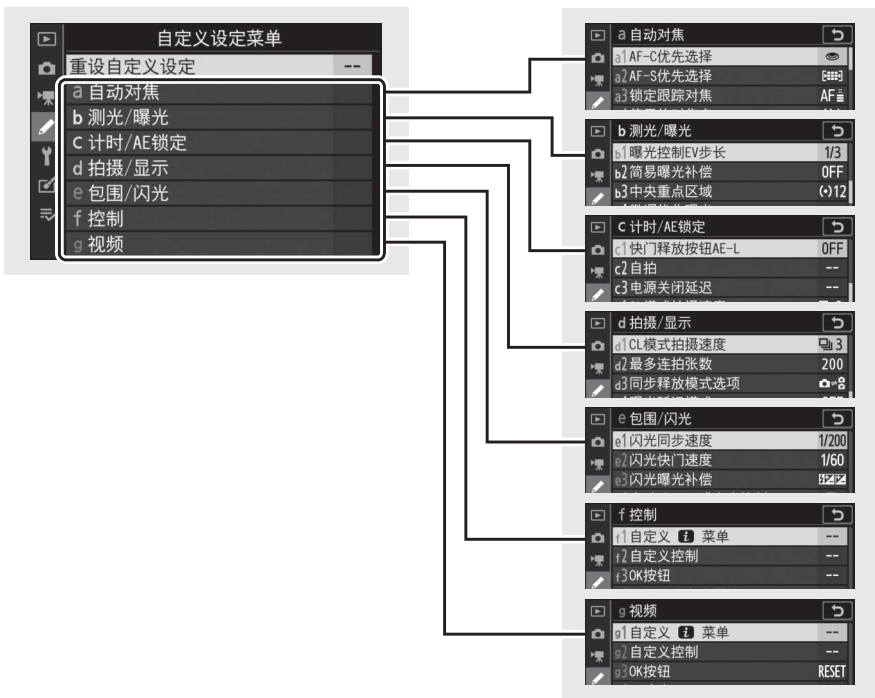 自定义设定菜单
重设自定义设定 --
a 自动对焦
b 测光/曝光
c 计时/AE锁定
d 拍摄/显示
e 包围/闪光
f 控制
g 视频
a 自动对焦
a1 AF-C优先选择
a2 AF-S优先选择
a3 锁定跟踪对焦 AF
b 测光/曝光
b1 曝光控制EV步长 1/3
b2 简易曝光补偿 OFF
b3 中央重点区域 (•)12
c 计时/AE锁定
c1 快门释放按钮AE-L OFF
c2 自拍 --
c3 电源关闭延迟 --
d 拍摄/显示
d1 CL模式拍摄速度 3
d2 最多连拍张数 200
d3 同步释放模式选项
e 包围/闪光
e1 闪光同步速度 1/200
e2 闪光快门速度 1/60
e3 闪光曝光补偿
f 控制
f1 自定义 i 菜单 --
f2 自定义控制 --
f3 OK按钮 --
g 视频
g1 自定义 i 菜单 --
g2 自定义控制 --
g3 OK按钮 RESET